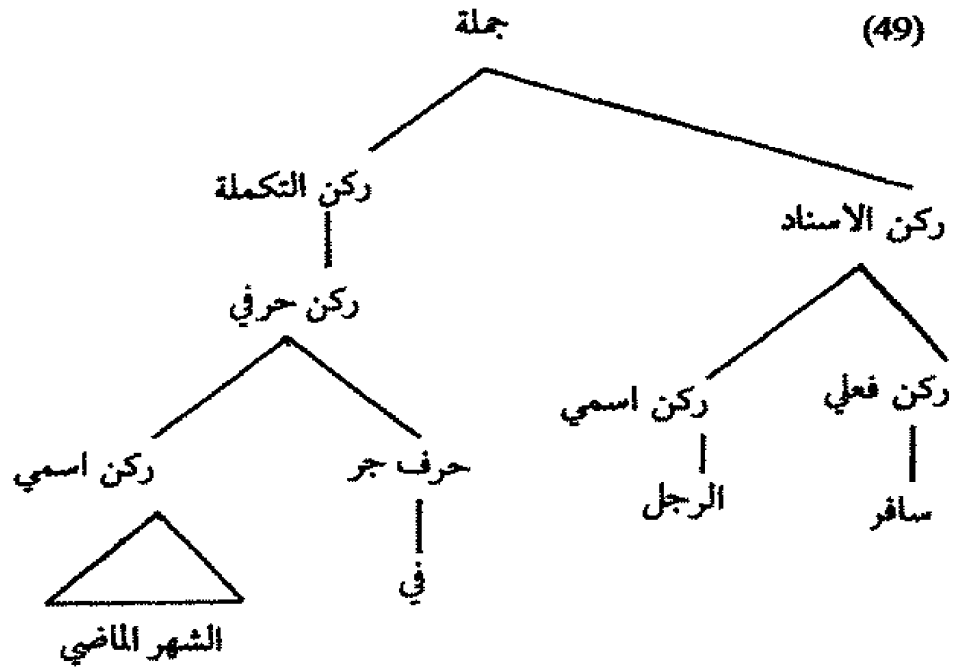 (49)
جملة
ركن الاسناد
ركن التكملة
ركن حرفي
ركن فعلي
ركن اسمي
حرف جر
ركن اسمي
سافر
الرجل
في
الشهر الماضي